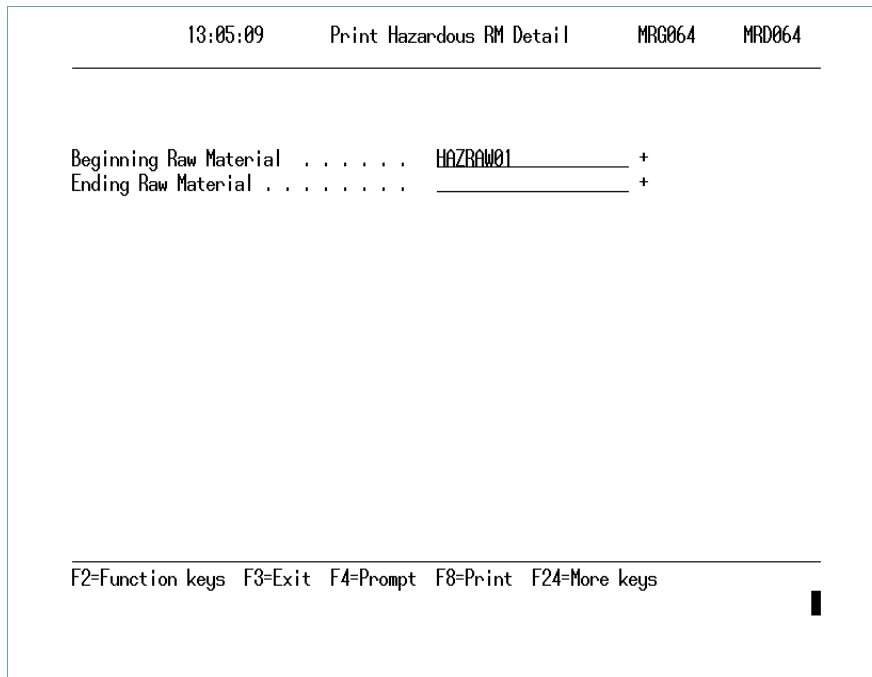 13:05:09 Print Hazardous RM Detail MRG064 MRD064
Beginning Raw Material . . . . . . HAZRAW01 +
Ending Raw Material . . . . . . . . +
F2=Function keys F3=Exit F4=Prompt F8=Print F24=More keys